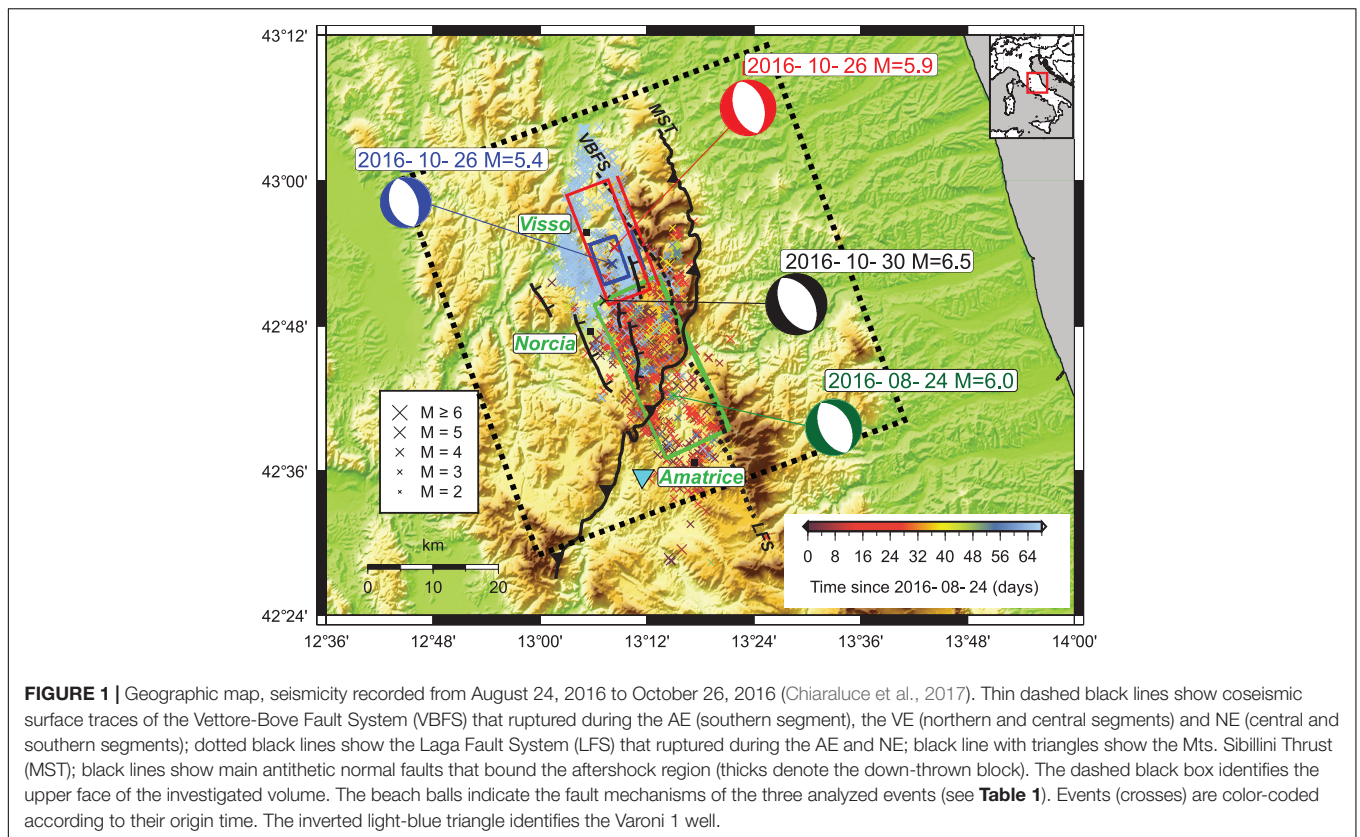 43°12'
43°00'
42°48'
42°36'
42°24'
12°36'
12°48'
13°00'
13°12'
13°24'
13°36'
13°48'
14°00'
2016- 10- 26 M=5.9
MST
VBFS
2016- 10- 26 M=5.4
Visso
2016- 10- 30 M=6.5
Norcia
2016- 08- 24 M=6.0
M ≥ 6
M = 5
M = 4
M = 3
M = 2
Amatrice
LFS
km
0 10 20
0 8 16 24 32 40 48 56 64
Time since 2016- 08- 24 (days)
FIGURE 1 | Geographic map, seismicity recorded from August 24, 2016 to October 26, 2016 (Chiaraluce et al., 2017). Thin dashed black lines show coseismic
surface traces of the Vettore-Bove Fault System (VBFS) that ruptured during the AE (southern segment), the VE (northern and central segments) and NE (central and
southern segments); dotted black lines show the Laga Fault System (LFS) that ruptured during the AE and NE; black line with triangles show the Mts. Sibillini Thrust
(MST); black lines show main antithetic normal faults that bound the aftershock region (thicks denote the down-thrown block). The dashed black box identifies the
upper face of the investigated volume. The beach balls indicate the fault mechanisms of the three analyzed events (see Table 1). Events (crosses) are color-coded
according to their origin time. The inverted light-blue triangle identifies the Varoni 1 well.